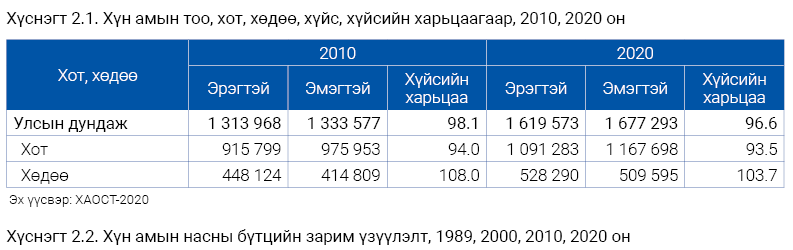 Хүснэгт 2.1. Хүн амын тоо, хот, хөдөө, хүйс, хүйсийн харьцаагаар, 2010, 2020 он
Хот, хөдөө 2010 2020
Эрэгтэй Эмэгтэй Хүйсийн харьцаа Эрэгтэй Эмэгтэй Хүйсийн харьцаа
Улсын дундаж 1 313 968 1 333 577 98.1 1 619 573 1 677 293 96.6
Хот 915 799 975 953 94.0 1 091 283 1 167 698 93.5
Хөдөө 448 124 414 809 108.0 528 290 509 595 103.7
Эх үүсвэр: ХАОСТ-2020
Хүснэгт 2.2. Хүн амын насны бүтцийн зарим үзүүлэлт, 1989, 2000, 2010, 2020 он